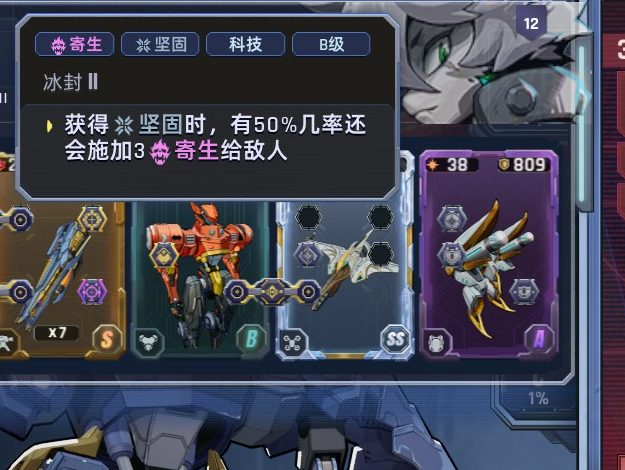 12
寄生 坚固 科技 B级
冰封 II
获得坚固时，有50%几率还
会施加3寄生给敌人
38 809
x7 S B SS A
1%